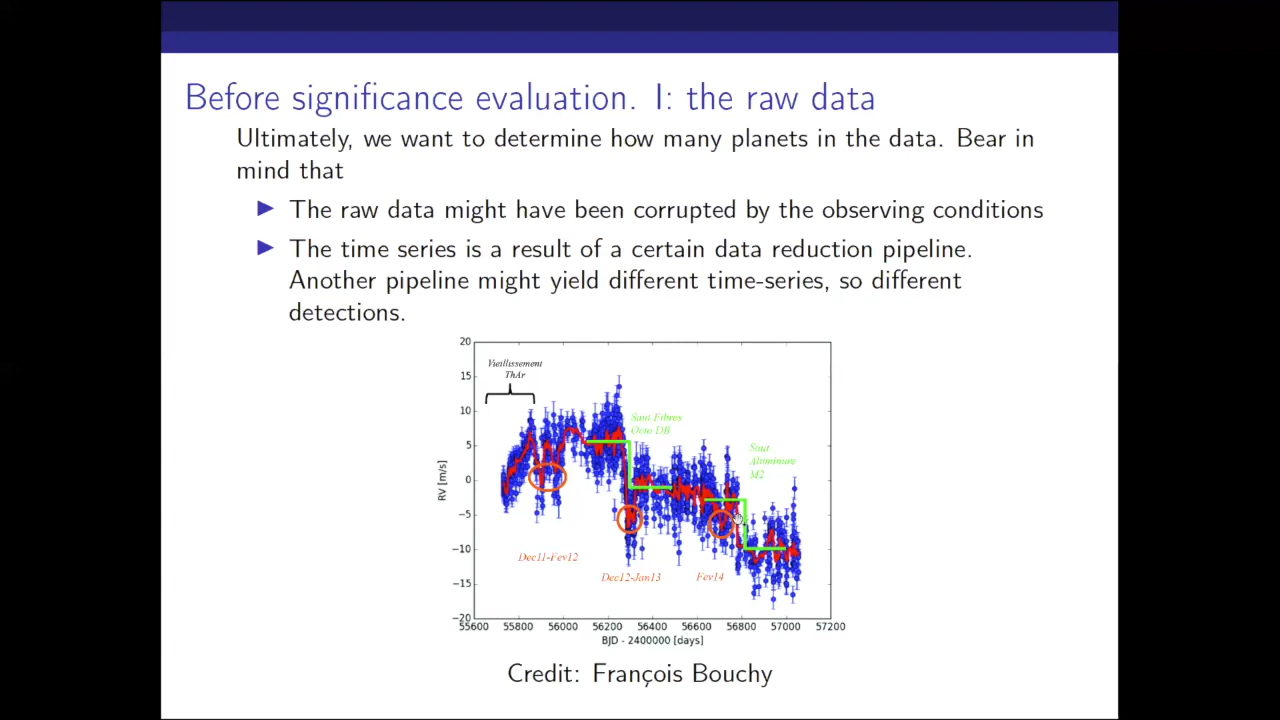 Before significance evaluation. I: the raw data
Ultimately, we want to determine how many planets in the data. Bear in
mind that
The raw data might have been corrupted by the observing conditions
The time series is a result of a certain data reduction pipeline.
Another pipeline might yield different time-series, so different
detections.
Vieillissement
ThAr
Saut Fibres
Octo DB
Saut
Aluminure
M2
Dec11-Fev12
Dec12-Jan13
Fev14
RV [m/s]
20
15
10
5
0
−5
−10
−15
−20
55600 55800 56000 56200 56400 56600 56800 57000 57200
BJD - 2400000 [days]
Credit: François Bouchy